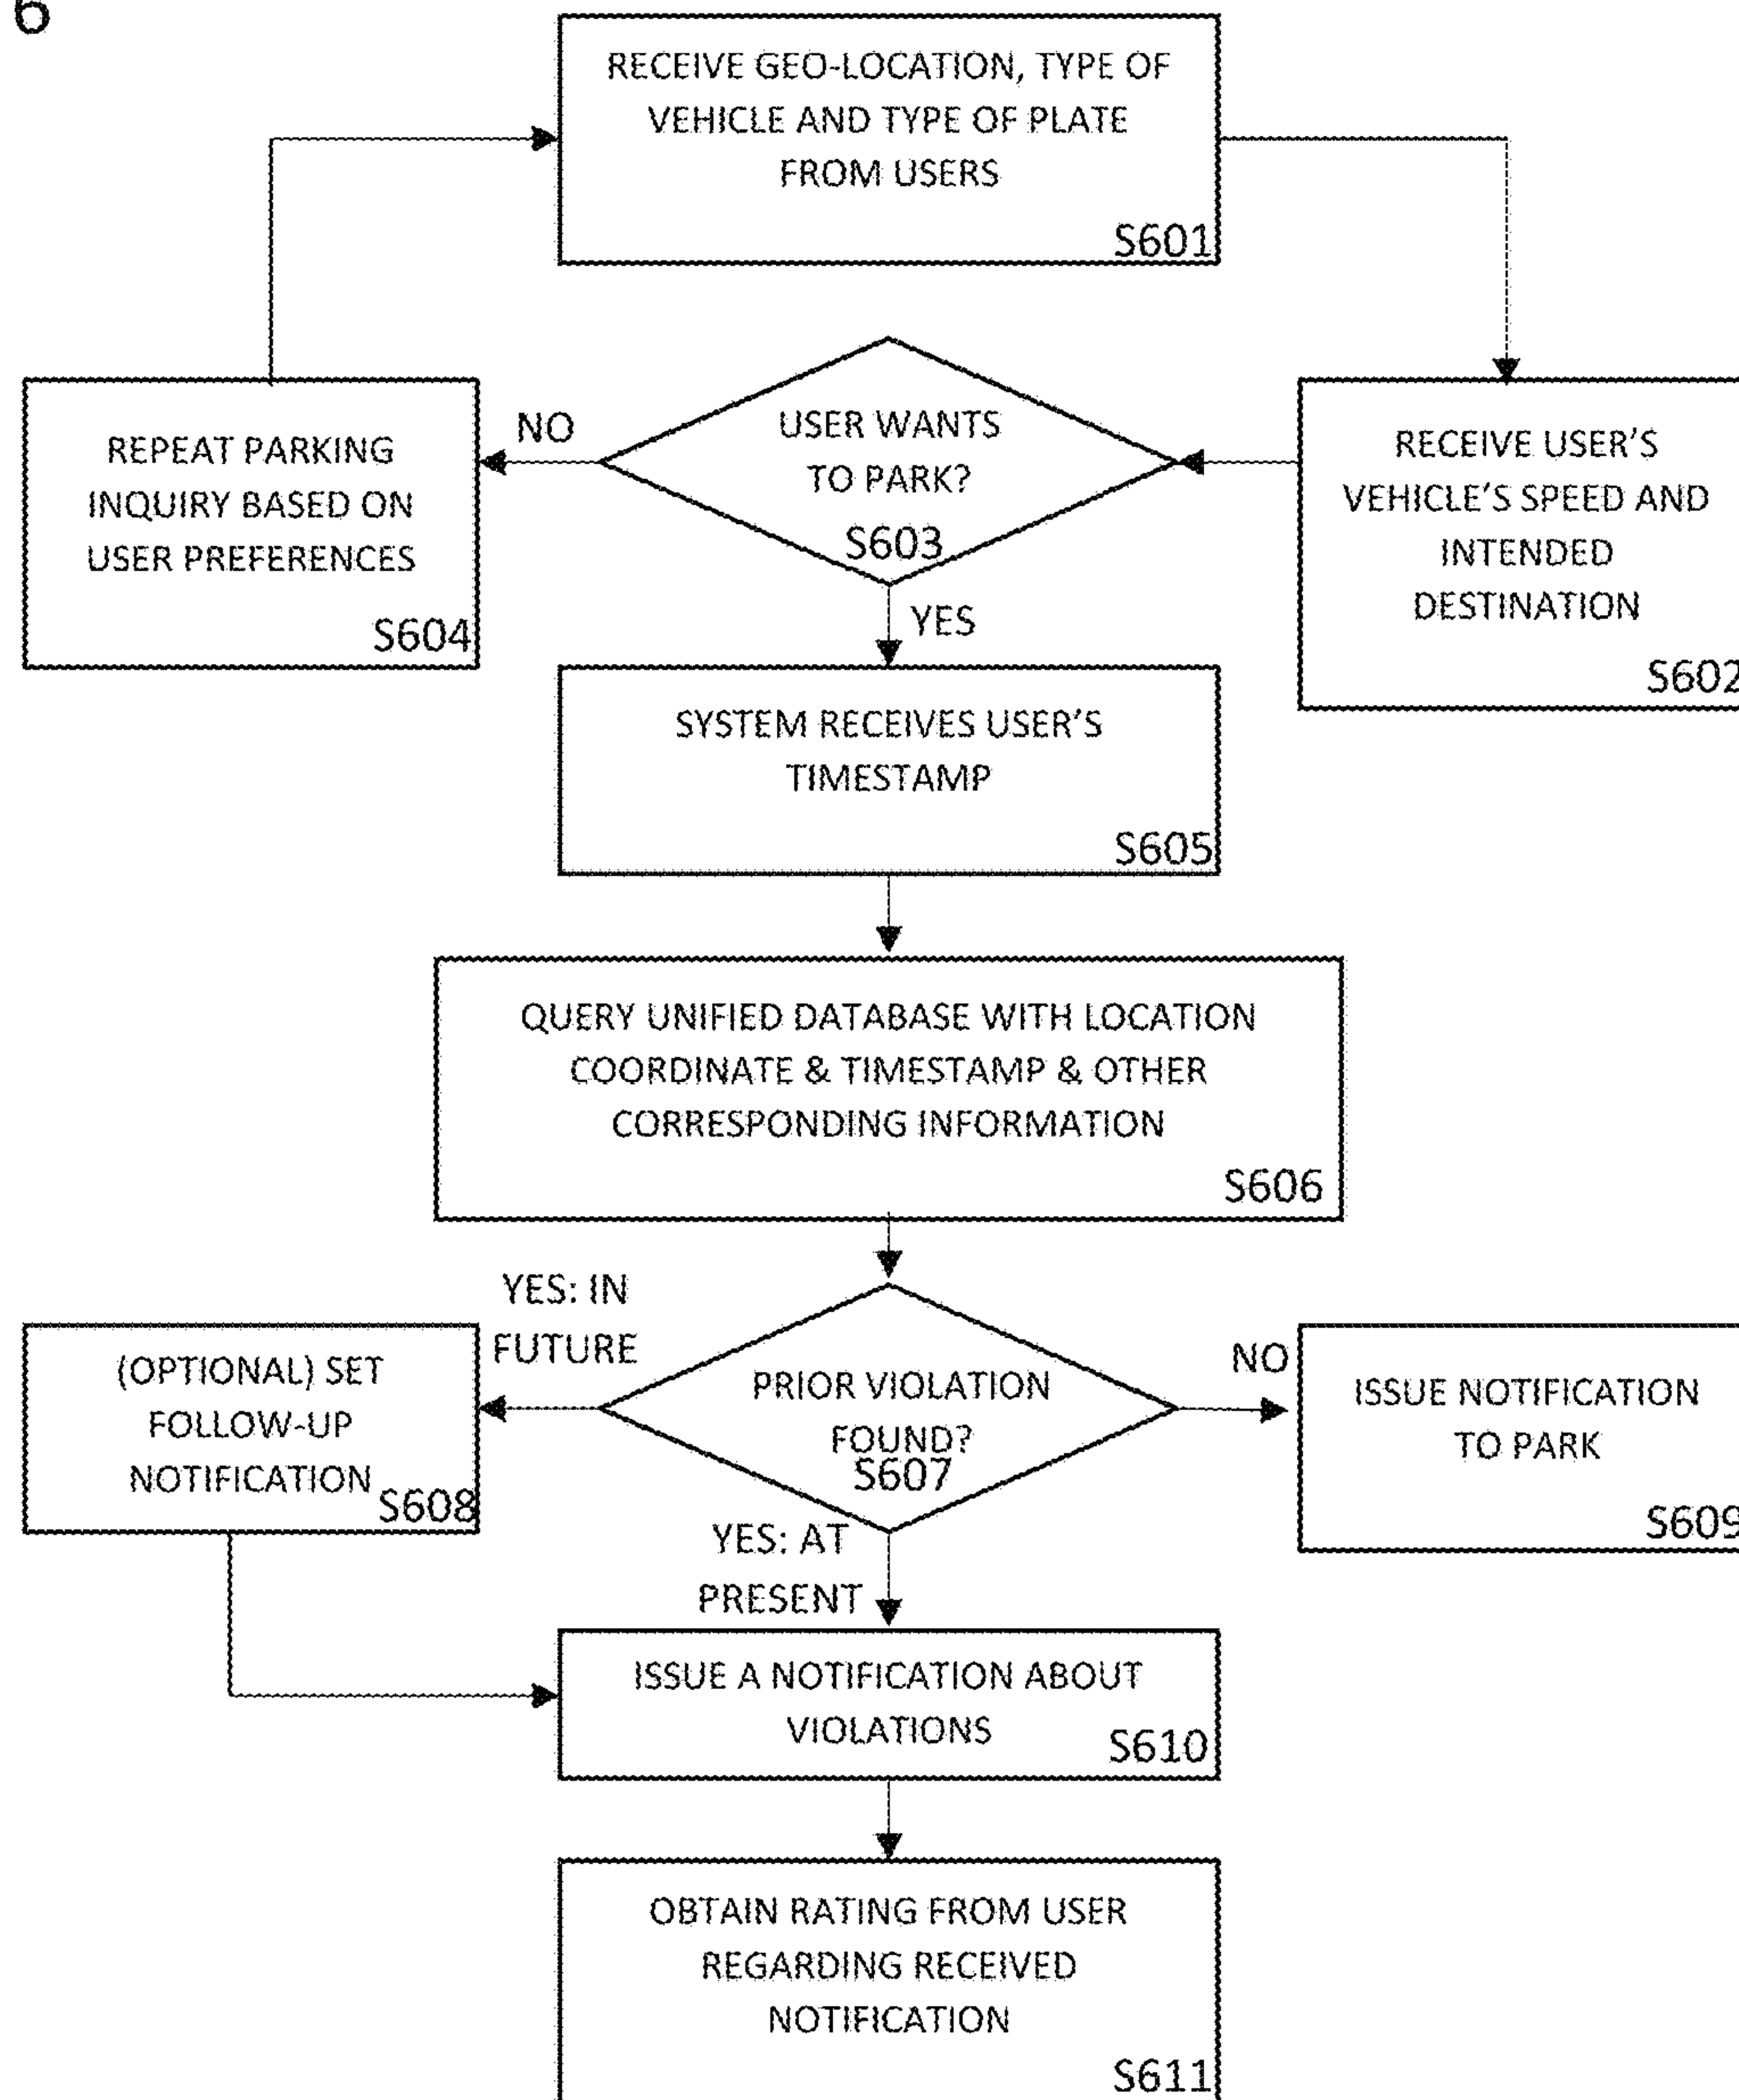 6
RECEIVE GEO-LOCATION, TYPE OF
VEHICLE AND TYPE OF PLATE
FROM USERS
S601
REPEAT PARKING
INQUIRY BASED ON
USER PREFERENCES
S604
NO
USER WANTS
TO PARK?
S603
YES
RECEIVE USER'S
VEHICLE'S SPEED AND
INTENDED
DESTINATION
S602
SYSTEM RECEIVES USER'S
TIMESTAMP
S605
QUERY UNIFIED DATABASE WITH LOCATION
COORDINATE & TIMESTAMP & OTHER
CORRESPONDING INFORMATION
S606
YES: IN
FUTURE
(OPTIONAL) SET
FOLLOW-UP
NOTIFICATION
S608
PRIOR VIOLATION
FOUND?
S607
NO
ISSUE NOTIFICATION
TO PARK
S609
YES: AT
PRESENT
ISSUE A NOTIFICATION ABOUT
VIOLATIONS
S610
OBTAIN RATING FROM USER
REGARDING RECEIVED
NOTIFICATION
S611